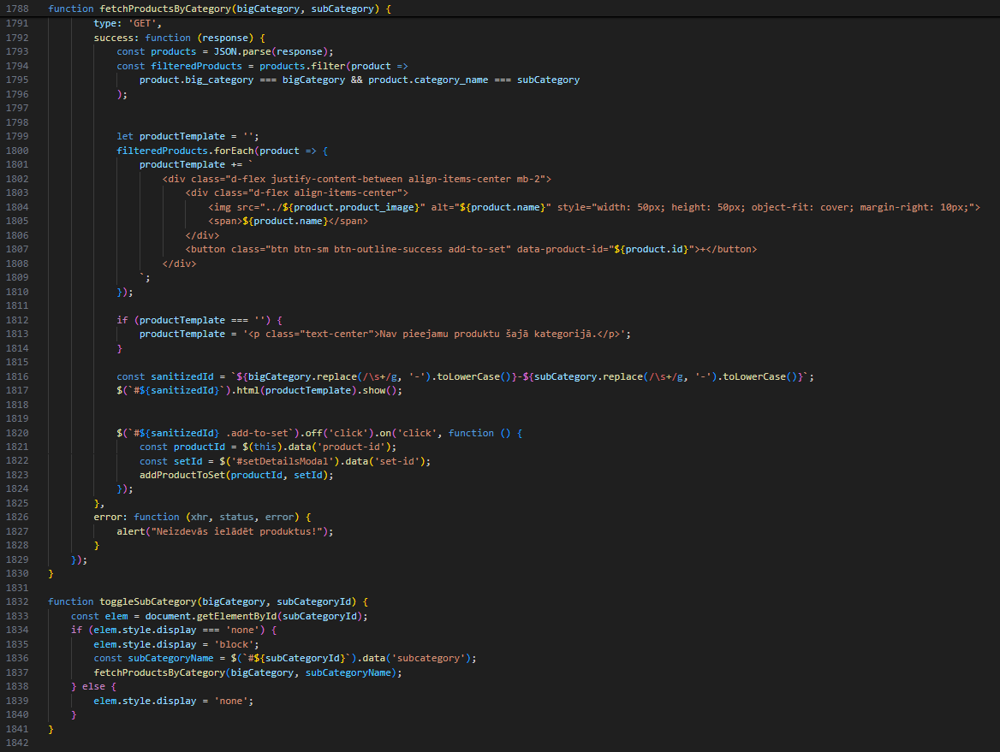 1788 function fetchProductsByCategory(bigCategory, subCategory) {
1791 type: 'GET',
1792 success: function (response) {
1793 const products = JSON.parse(response);
1794 const filteredProducts = products.filter(product =>
1795 product.big_category === bigCategory && product.category_name === subCategory
1796 );
1797
1798
1799 let productTemplate = '';
1800 filteredProducts.forEach(product => {
1801 productTemplate += `
1802 <div class="d-flex justify-content-between align-items-center mb-2">
1803 <div class="d-flex align-items-center">
1804 <img src="../${product.product_image}" alt="${product.name}" style="width: 50px; height: 50px; object-fit: cover; margin-right: 10px;">
1805 <span>${product.name}</span>
1806 </div>
1807 <button class="btn btn-sm btn-outline-success add-to-set" data-product-id="${product.id}">+</button>
1808 </div>
1809 `;
1810 });
1811
1812 if (productTemplate === '') {
1813 productTemplate = '<p class="text-center">Nav pieejamu produktu šajā kategorijā.</p>';
1814 }
1815
1816 const sanitizedId = `${bigCategory.replace(/\s+/g, '-').toLowerCase()}-${subCategory.replace(/\s+/g, '-').toLowerCase()}`;
1817 $(`#${sanitizedId}`).html(productTemplate).show();
1818
1819
1820 $(`#${sanitizedId} .add-to-set`).off('click').on('click', function () {
1821 const productId = $(this).data('product-id');
1822 const setId = $('#setDetailsModal').data('set-id');
1823 addProductToSet(productId, setId);
1824 });
1825 },
1826 error: function (xhr, status, error) {
1827 alert("Neizdevās ielādēt produktus!");
1828 }
1829 });
1830 }
1831
1832 function toggleSubCategory(bigCategory, subCategoryId) {
1833 const elem = document.getElementById(subCategoryId);
1834 if (elem.style.display === 'none') {
1835 elem.style.display = 'block';
1836 const subCategoryName = $(`#${subCategoryId}`).data('subcategory');
1837 fetchProductsByCategory(bigCategory, subCategoryName);
1838 } else {
1839 elem.style.display = 'none';
1840 }
1841 }
1842